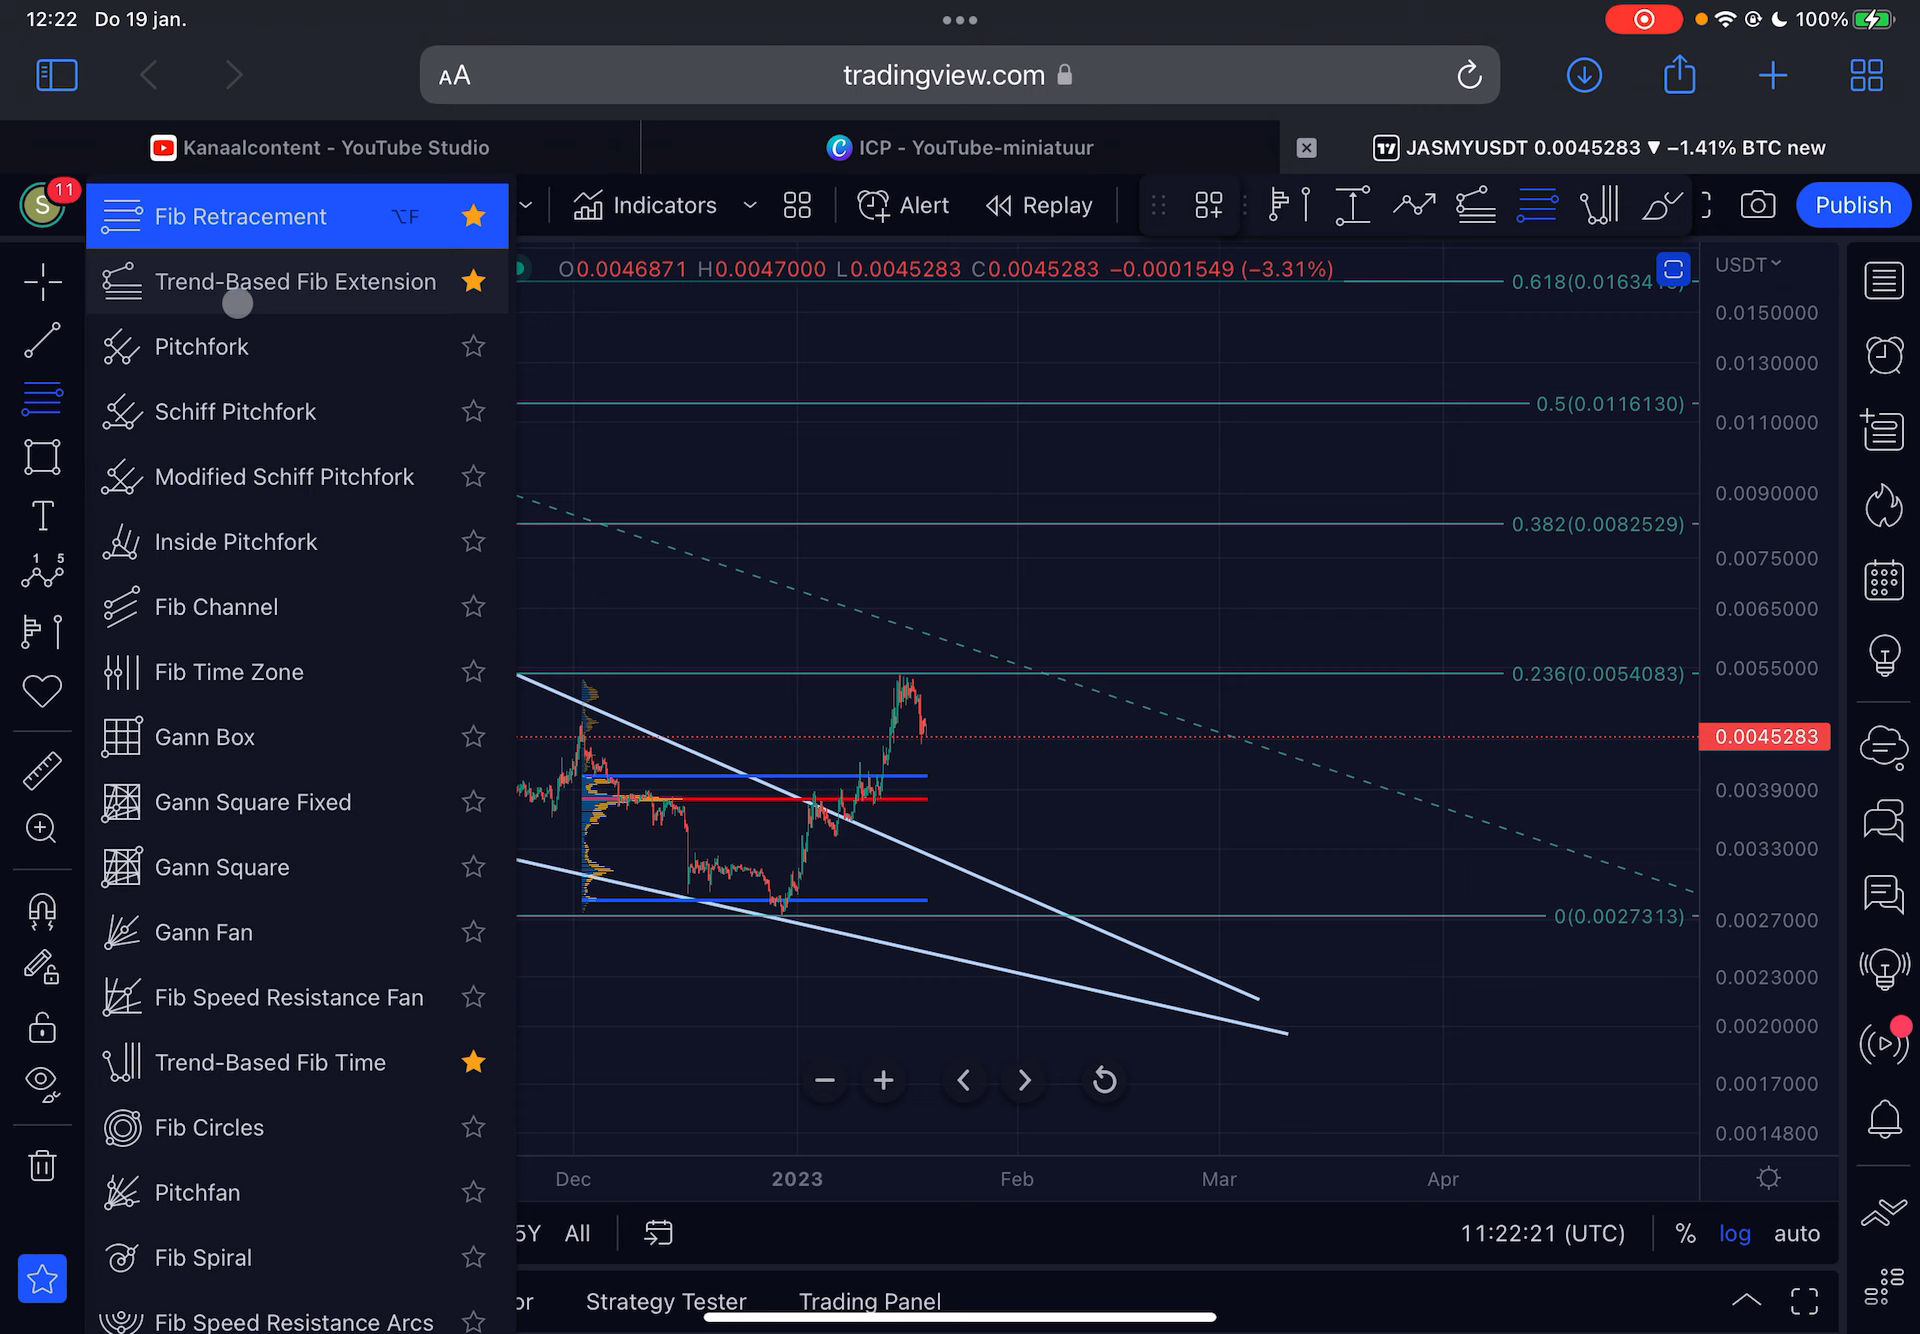 12:22 Do 19 jan.
100%
AA
tradingview.com
Kanaalcontent - YouTube Studio
ICP - YouTube-miniatuur
JASMYUSDT 0.0045283 ▼ −1.41% BTC new
S
11
Indicators
Alert
Replay
Publish
Fib Retracement ⌥F
Trend-Based Fib Extension
Pitchfork
Schiff Pitchfork
Modified Schiff Pitchfork
Inside Pitchfork
Fib Channel
Fib Time Zone
Gann Box
Gann Square Fixed
Gann Square
Gann Fan
Fib Speed Resistance Fan
Trend-Based Fib Time
Fib Circles
Pitchfan
Fib Spiral
Fib Speed Resistance Arcs
O0.0046871 H0.0047000 L0.0045283 C0.0045283 −0.0001549 (−3.31%)
USDT
0.5(0.0116130)
0.382(0.0082529)
0.236(0.0054083)
0(0.0027313)
0.0150000
0.0130000
0.0110000
0.0090000
0.0075000
0.0065000
0.0055000
0.0045283
0.0039000
0.0033000
0.0027000
0.0023000
0.0020000
0.0017000
0.0014800
Dec 2023 Feb Mar Apr
5Y All
11:22:21 (UTC) % log auto
Strategy Tester Trading Panel